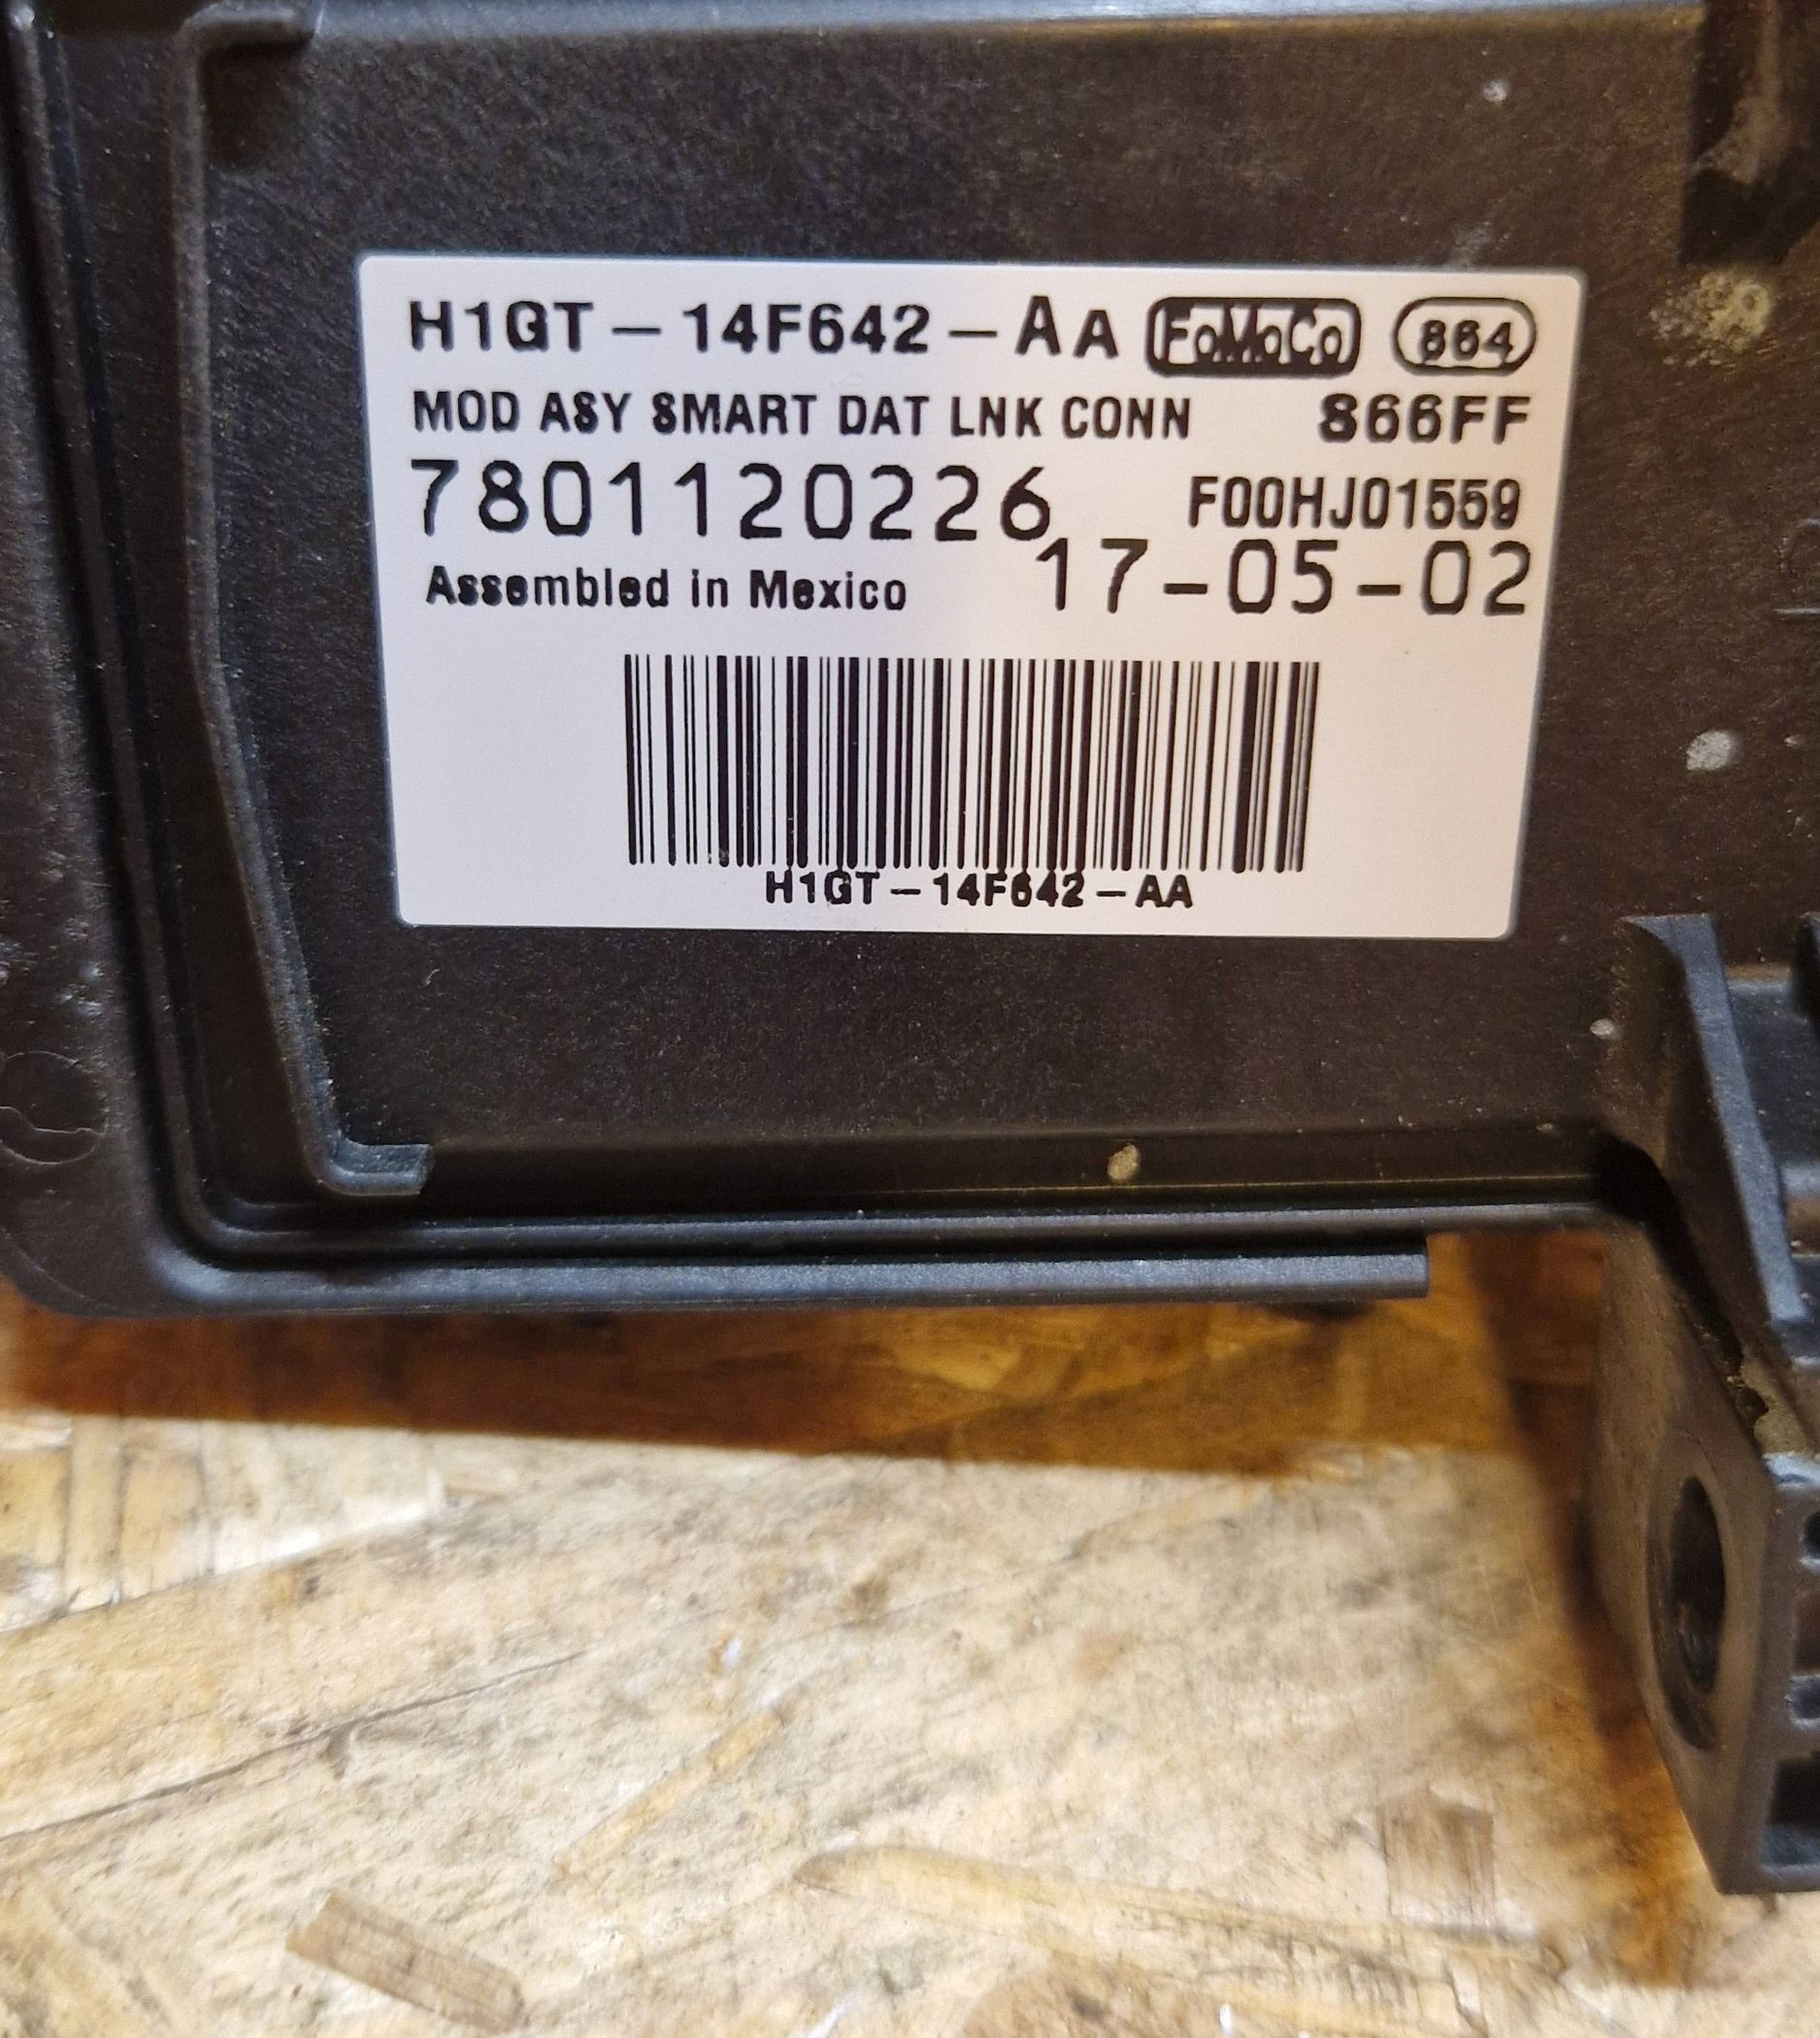 H1GT-14F642-AA FoMoCo 864
MOD ASY SMART DAT LNK CONN 866FF
7801120226 F00HJ01559
Assembled in Mexico 17-05-02
H1GT-14F642-AA